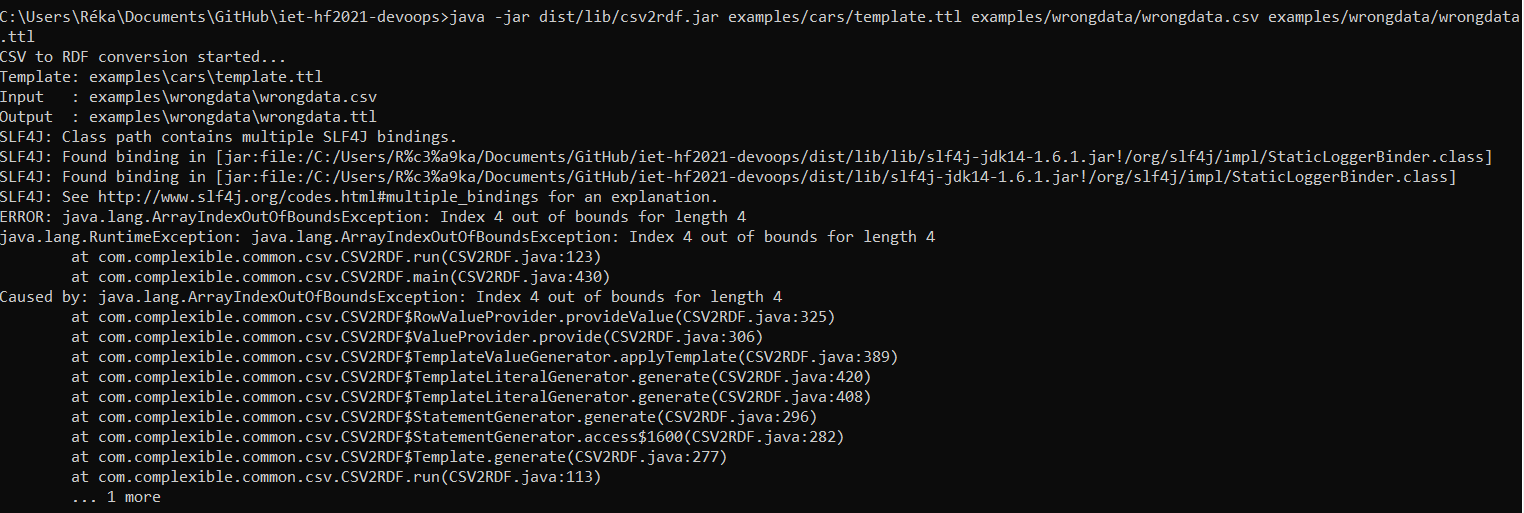 C:\Users\Réka\Documents\GitHub\iet-hf2021-devoops>java -jar dist/lib/csv2rdf.jar examples/cars/template.ttl examples/wrongdata/wrongdata.csv examples/wrongdata/wrongdata
.ttl
CSV to RDF conversion started...
Template: examples\cars\template.ttl
Input   : examples\wrongdata\wrongdata.csv
Output  : examples\wrongdata\wrongdata.ttl
SLF4J: Class path contains multiple SLF4J bindings.
SLF4J: Found binding in [jar:file:/C:/Users/R%c3%a9ka/Documents/GitHub/iet-hf2021-devoops/dist/lib/lib/slf4j-jdk14-1.6.1.jar!/org/slf4j/impl/StaticLoggerBinder.class]
SLF4J: Found binding in [jar:file:/C:/Users/R%c3%a9ka/Documents/GitHub/iet-hf2021-devoops/dist/lib/slf4j-jdk14-1.6.1.jar!/org/slf4j/impl/StaticLoggerBinder.class]
SLF4J: See http://www.slf4j.org/codes.html#multiple_bindings for an explanation.
ERROR: java.lang.ArrayIndexOutOfBoundsException: Index 4 out of bounds for length 4
java.lang.RuntimeException: java.lang.ArrayIndexOutOfBoundsException: Index 4 out of bounds for length 4
        at com.complexible.common.csv.CSV2RDF.run(CSV2RDF.java:123)
        at com.complexible.common.csv.CSV2RDF.main(CSV2RDF.java:430)
Caused by: java.lang.ArrayIndexOutOfBoundsException: Index 4 out of bounds for length 4
        at com.complexible.common.csv.CSV2RDF$RowValueProvider.provideValue(CSV2RDF.java:325)
        at com.complexible.common.csv.CSV2RDF$ValueProvider.provide(CSV2RDF.java:306)
        at com.complexible.common.csv.CSV2RDF$TemplateValueGenerator.applyTemplate(CSV2RDF.java:389)
        at com.complexible.common.csv.CSV2RDF$TemplateLiteralGenerator.generate(CSV2RDF.java:420)
        at com.complexible.common.csv.CSV2RDF$TemplateLiteralGenerator.generate(CSV2RDF.java:408)
        at com.complexible.common.csv.CSV2RDF$StatementGenerator.generate(CSV2RDF.java:296)
        at com.complexible.common.csv.CSV2RDF$StatementGenerator.access$1600(CSV2RDF.java:282)
        at com.complexible.common.csv.CSV2RDF$Template.generate(CSV2RDF.java:277)
        at com.complexible.common.csv.CSV2RDF.run(CSV2RDF.java:113)
        ... 1 more